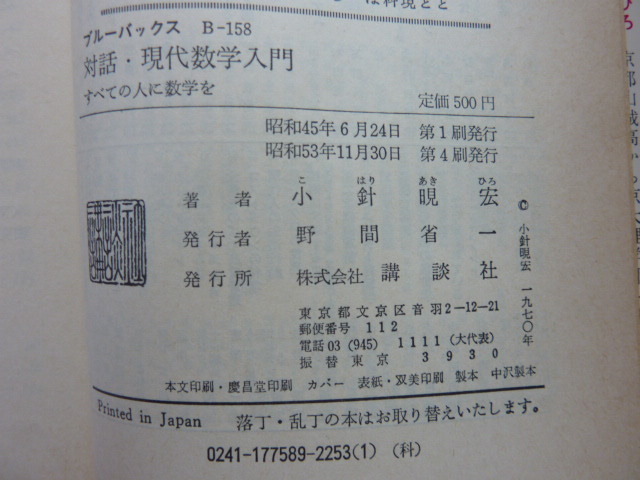 ブルーバックス B-158
対話・現代数学入門
すべての人に数学を
定価500円
昭和45年6月24日 第1刷発行
昭和53年11月30日 第4刷発行
著者 小針晛宏
こ はり あき ひろ
発行者 野間省一
発行所 株式会社 講談社
東京都文京区音羽2-12-21
郵便番号 112
電話03 (945) 1111 (大代表)
振替東京 3930
本文印刷・慶昌堂印刷 カバー 表紙・双美印刷 製本 中沢製本
Printed in Japan 落丁・乱丁の本はお取り替えいたします。
0241-177589-2253(1) (科)
© 小針晛宏 一九七〇年